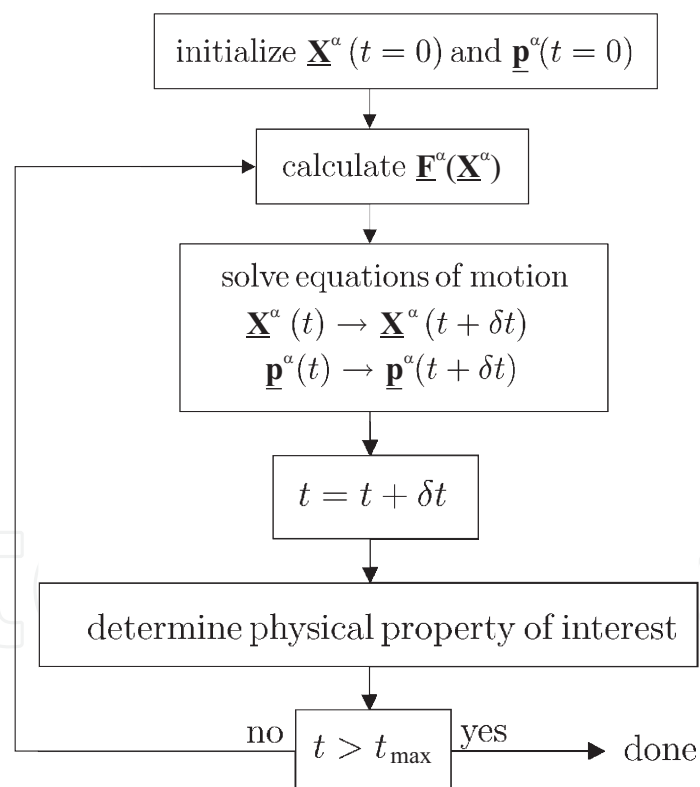 initialize X^α (t = 0) and p^α(t = 0)
calculate F^α(X^α)
solve equations of motion
X^α (t) → X^α (t + δt)
p^α(t) → p^α(t + δt)
t = t + δt
determine physical property of interest
no
t > t_max
yes
done